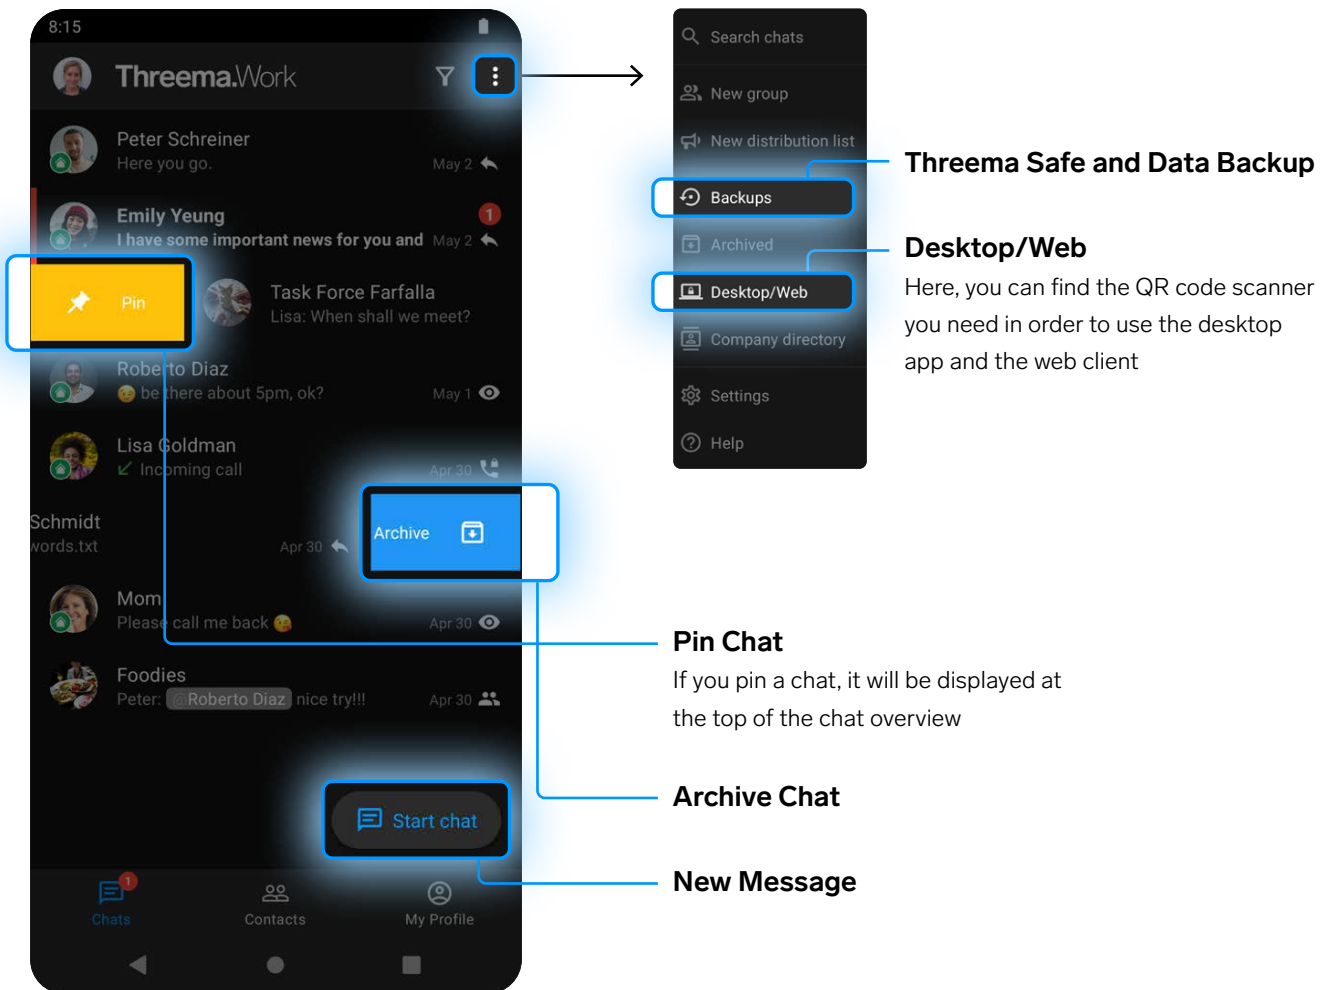 8:15
Threema.Work
Peter Schreiner
Here you go.
May 2
Emily Yeung
1
I have some important news for you and
May 2
Pin
Task Force Farfalla
Lisa: When shall we meet?
Roberto Diaz
😉 be there about 5pm, ok?
May 1
Lisa Goldman
Incoming call
Apr 30
Schmidt
words.txt
Apr 30
Archive
Mom
Please call me back 😘
Apr 30
Foodies
Peter: @Roberto Diaz nice try!!!
Apr 30
Start chat
1
Chats
Contacts
My Profile
Search chats
New group
New distribution list
Backups
Archived
Desktop/Web
Company directory
Settings
Help
Threema Safe and Data Backup
Desktop/Web
Here, you can find the QR code scanner
you need in order to use the desktop
app and the web client
Pin Chat
If you pin a chat, it will be displayed at
the top of the chat overview
Archive Chat
New Message